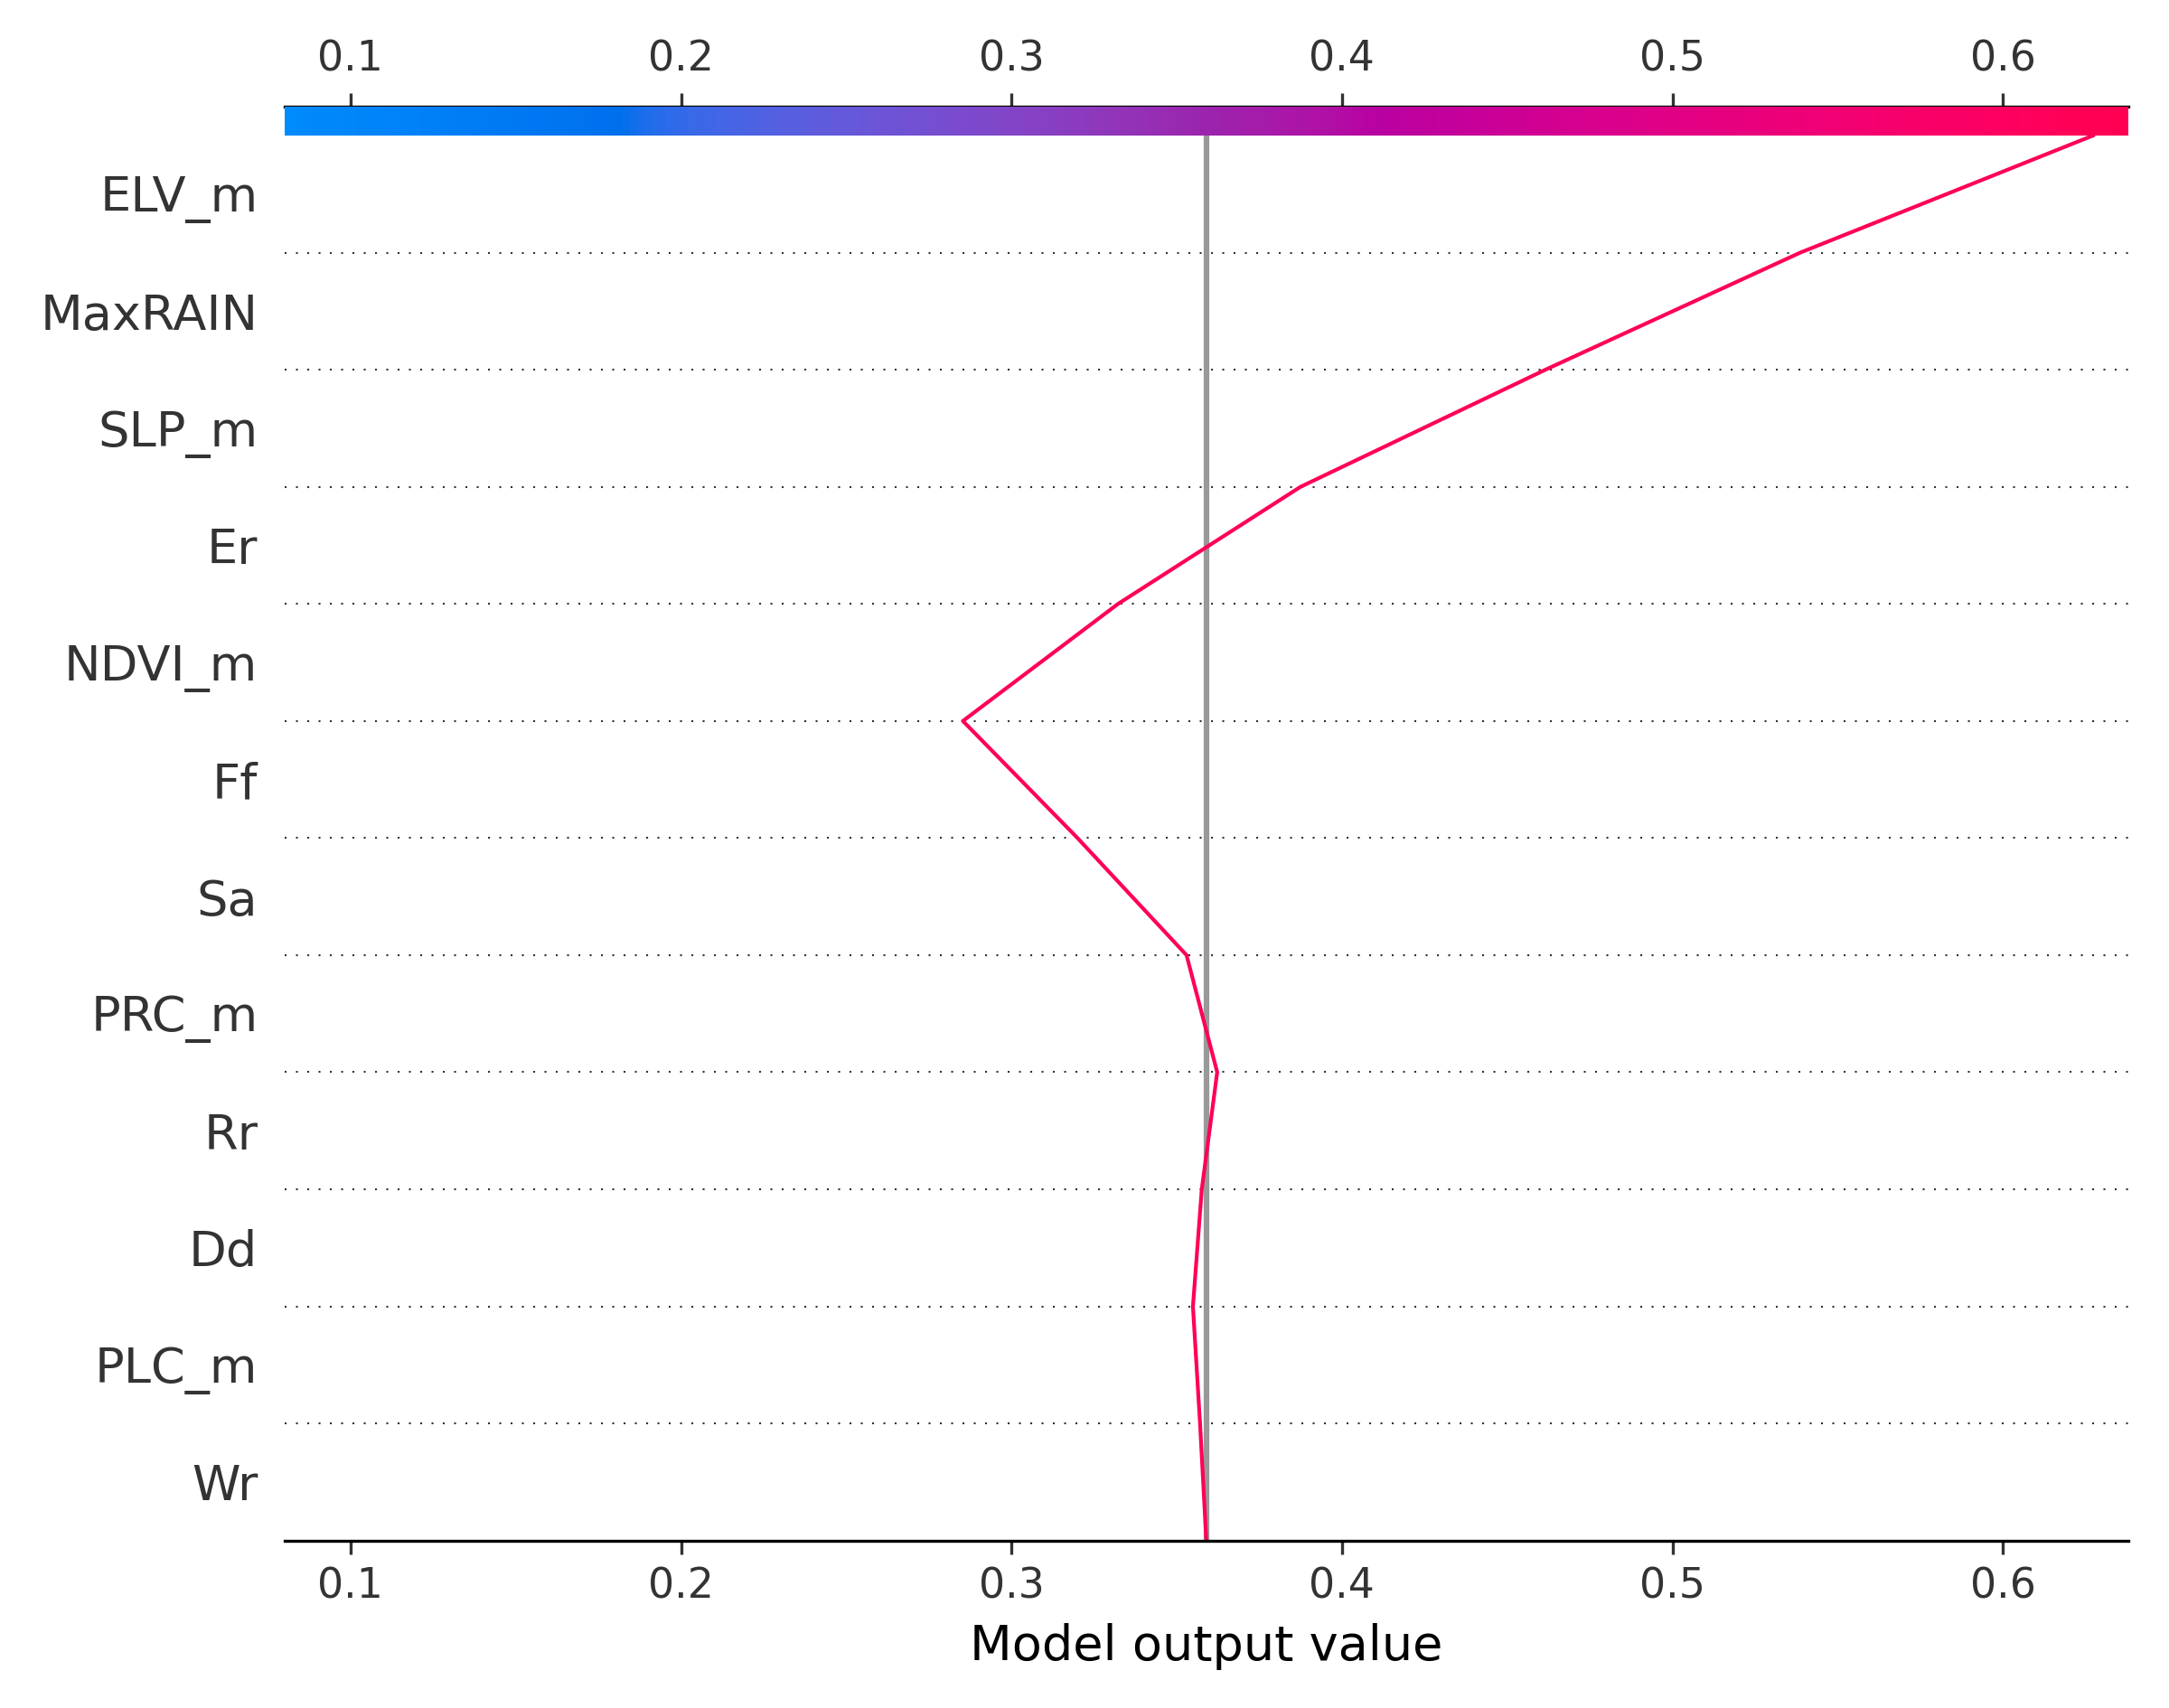 0.1 0.2 0.3 0.4 0.5 0.6
ELV_m
MaxRAIN
SLP_m
Er
NDVI_m
Ff
Sa
PRC_m
Rr
Dd
PLC_m
Wr
0.1 0.2 0.3 0.4 0.5 0.6
Model output value